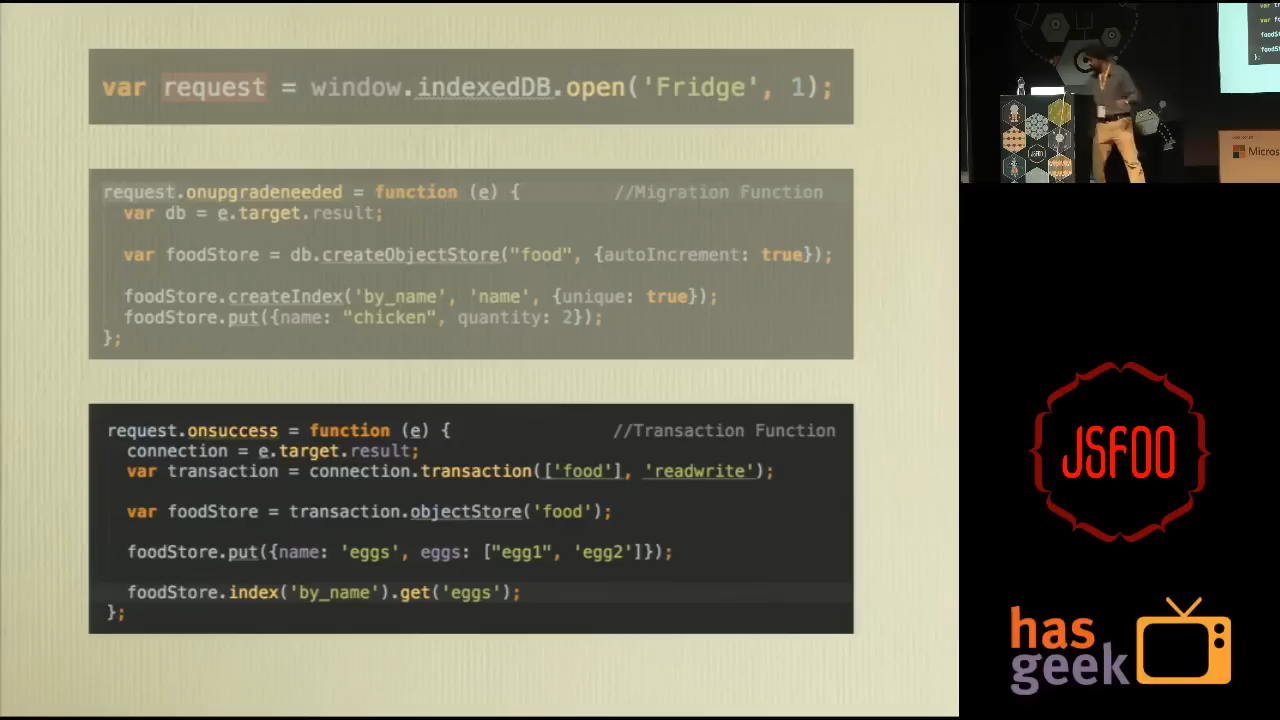 var request = window.indexedDB.open('Fridge', 1);
request.onupgradeneeded = function (e) { //Migration Function
var db = e.target.result;
var foodStore = db.createObjectStore("food", {autoIncrement: true});
foodStore.createIndex('by_name', 'name', {unique: true});
foodStore.put({name: "chicken", quantity: 2});
};
request.onsuccess = function (e) { //Transaction Function
connection = e.target.result;
var transaction = connection.transaction(['food'], 'readwrite');
var foodStore = transaction.objectStore('food');
foodStore.put({name: 'eggs', eggs: ["egg1", 'egg2']});
foodStore.index('by_name').get('eggs');
};
Micros
JSFOO
has
geek